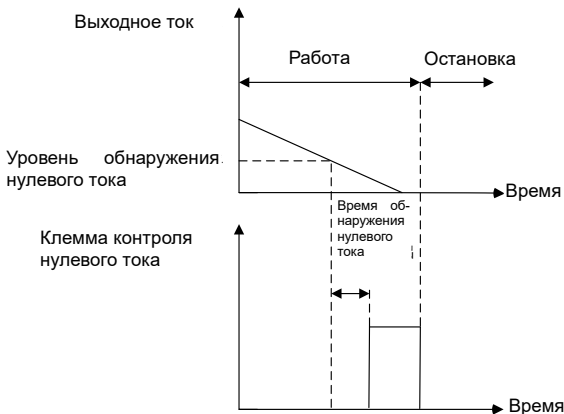 Выходное ток
Работа
Остановка
Уровень обнаружения
нулевого тока
Время
Время об-
наружения
нулевого
тока
Клемма контроля
нулевого тока
Время